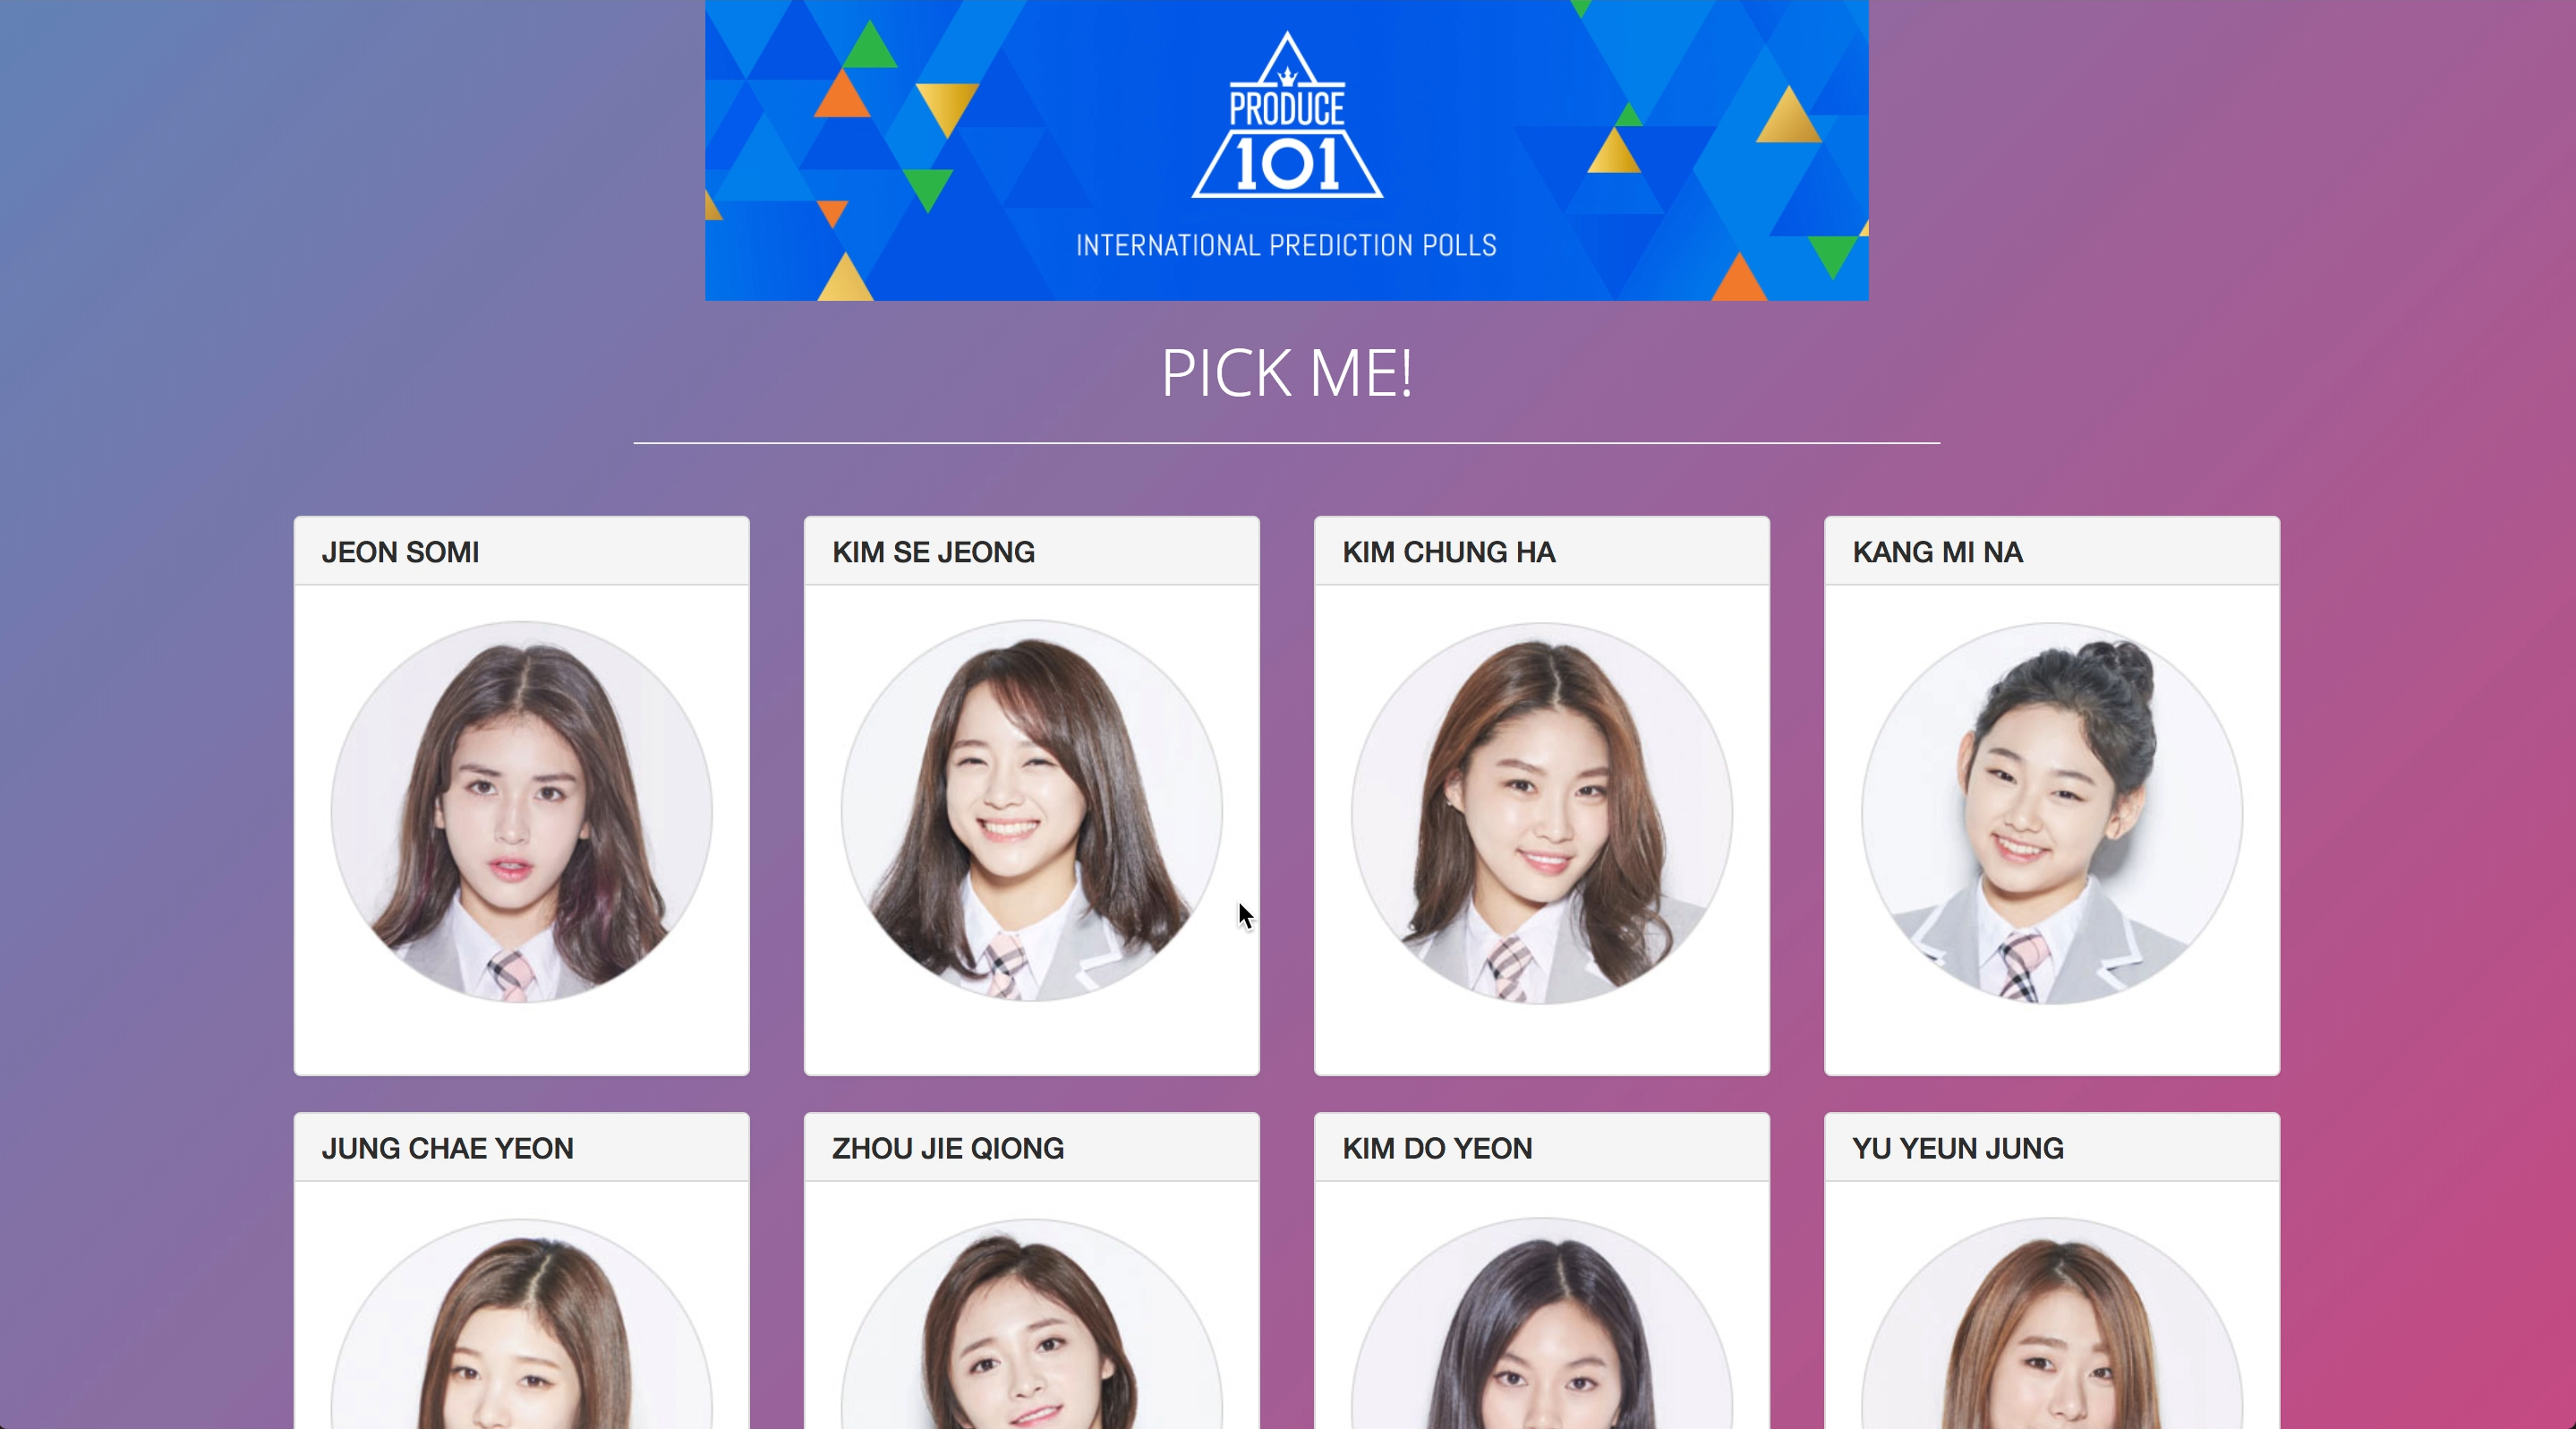 PRODUCE
101
INTERNATIONAL PREDICTION POLLS
PICK ME!
JEON SOMI
KIM SE JEONG
KIM CHUNG HA
KANG MI NA
JUNG CHAE YEON
ZHOU JIE QIONG
KIM DO YEON
YU YEUN JUNG